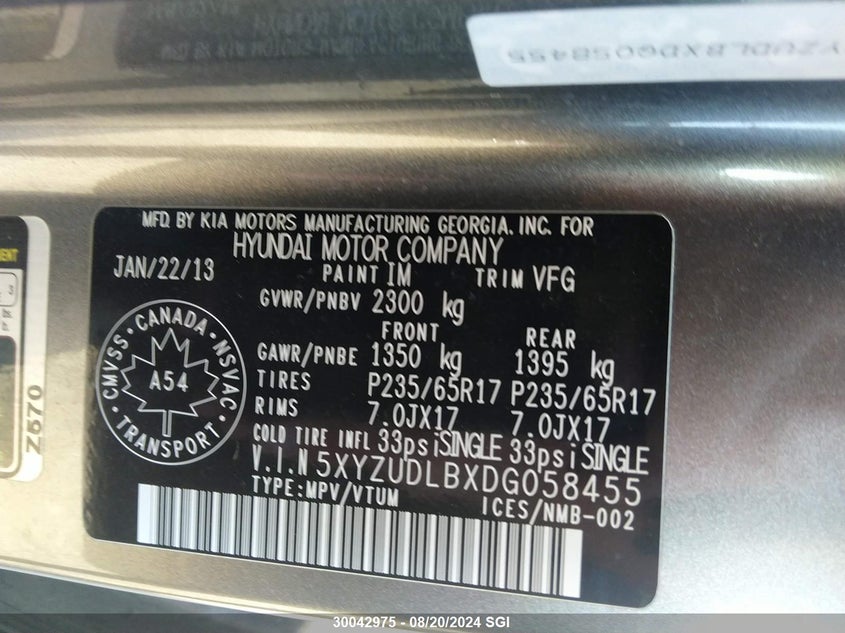 YZUDLBXDG058455
MFD. BY KIA MOTORS MANUFACTURING GEORGIA, INC. FOR
HYUNDAI MOTOR COMPANY
JAN/22/13 PAINT IM TRIM VFG
GVWR/PNBV 2300 kg
FRONT REAR
GAWR/PNBE 1350 kg 1395 kg
TIRES P235/65R17 P235/65R17
RIMS 7.0JX17 7.0JX17
COLD TIRE INFL 33psi SINGLE 33psi SINGLE
V.I.N 5XYZUDLBXDG058455
TYPE:MPV/VTUM ICES/NMB-002
CMVSS · CANADA · NSVAC · TRANSPORT ·
A54
Z570
3
30042975 - 08/20/2024 SGI